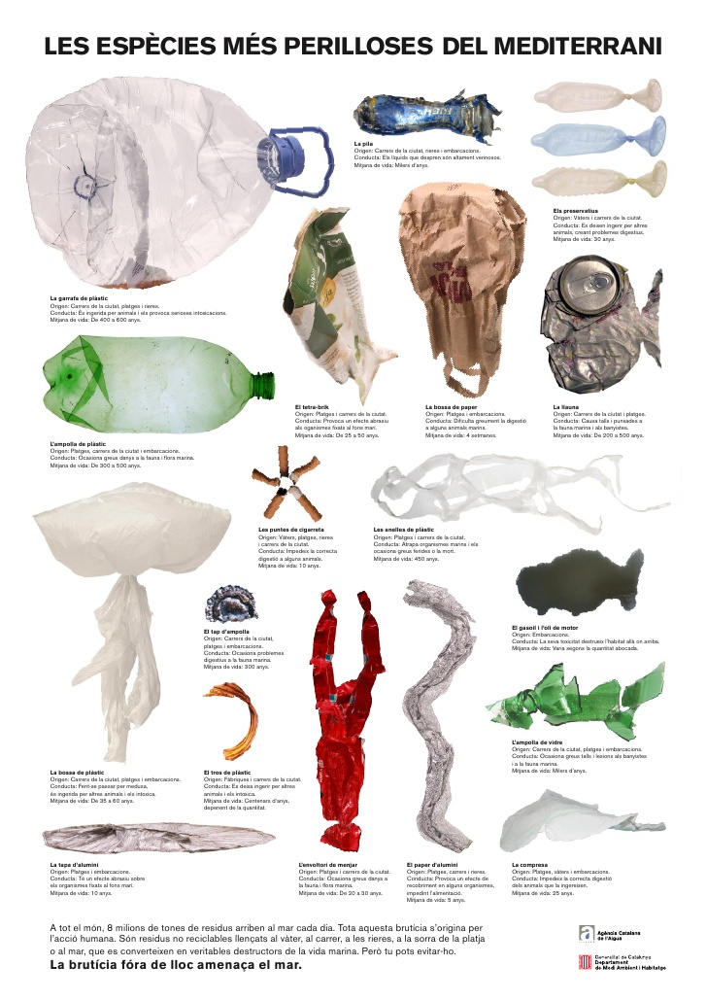 LES ESPÈCIES MÉS PERILLOSES DEL MEDITERRANI
La pila
Origen: Carrers de la ciutat, rieres i embarcacions.
Conducta: Els líquids que desprèn són altament verinosos.
Mitjana de vida: Milers d'anys.
Els preservatius
Origen: Vàters i carrers de la ciutat.
Conducta: Es deixen ingerir per altres
animals, creant problemes digestius.
Mitjana de vida: 30 anys.
La garrafa de plàstic
Origen: Carrers de la ciutat, platges i rieres.
Conducta: És ingerida per animals i els provoca serioses intoxicacions.
Mitjana de vida: De 400 a 600 anys.
El tetra-brik
Origen: Platges i carrers de la ciutat.
Conducta: Provoca un efecte abrasiu
als organismes fixats al fons marí.
Mitjana de vida: De 25 a 50 anys.
La bossa de paper
Origen: Platges i embarcacions.
Conducta: Dificulta greument la digestió
a alguns animals marins.
Mitjana de vida: 4 setmanes.
La llauna
Origen: Carrers de la ciutat i platges.
Conducta: Causa talls i punxades a
la fauna marina i als banyistes.
Mitjana de vida: De 200 a 500 anys.
L'ampolla de plàstic
Origen: Platges, carrers de la ciutat i embarcacions.
Conducta: Ocasiona greus danys a la fauna i flora marina.
Mitjana de vida: De 300 a 500 anys.
Les puntes de cigarreta
Origen: Vàters, platges, rieres
i carrers de la ciutat.
Conducta: Impedeix la correcta
digestió a alguns animals.
Mitjana de vida: 10 anys.
Les anelles de plàstic
Origen: Platges i carrers de la ciutat.
Conducta: Atrapa organismes marins i els
ocasiona greus ferides o la mort.
Mitjana de vida: 450 anys.
El tap d'ampolla
Origen: Carrers de la ciutat,
platges i embarcacions.
Conducta: Ocasiona problemes
digestius a la fauna marina.
Mitjana de vida: 300 anys.
El gasoil i l'oli de motor
Origen: Embarcacions.
Conducta: La seva toxicitat destrueix l'hàbitat allà on arriba.
Mitjana de vida: Varia segons la quantitat abocada.
L'ampolla de vidre
Origen: Carrers de la ciutat, platges i embarcacions.
Conducta: Ocasiona greus talls i lesions als banyistes
i a la fauna marina.
Mitjana de vida: Milers d'anys.
La bossa de plàstic
Origen: Carrers de la ciutat, platges i embarcacions.
Conducta: Fent-se passar per medusa,
és ingerida per altres animals i els intoxica.
Mitjana de vida: De 35 a 60 anys.
El tros de plàstic
Origen: Fàbriques i carrers de la ciutat.
Conducta: Es deixa ingerir per altres
animals i els intoxica.
Mitjana de vida: Centenars d'anys,
depenent de la quantitat.
La tapa d'alumini
Origen: Platges i embarcacions.
Conducta: Té un efecte abrasiu sobre
els organismes fixats al fons marí.
Mitjana de vida: 10 anys.
L'envoltori de menjar
Origen: Platges i carrers de la ciutat.
Conducta: Ocasiona greus danys a
la fauna i flora marina.
Mitjana de vida: De 20 a 30 anys.
El paper d'alumini
Origen: Platges, carrers i rieres.
Conducta: Provoca un efecte de
recobriment en alguns organismes,
impedint l'alimentació.
Mitjana de vida: 5 anys.
La compresa
Origen: Platges, vàters i embarcacions.
Conducta: Impedeix la correcta digestió
dels animals que la ingereixen.
Mitjana de vida: 25 anys.
A tot el món, 8 milions de tones de residus arriben al mar cada dia. Tota aquesta brutícia s'origina per
l'acció humana. Són residus no reciclables llençats al vàter, al carrer, a les rieres, a la sorra de la platja
o al mar, que es converteixen en veritables destructors de la vida marina. Però tu pots evitar-ho.
La brutícia fóra de lloc amenaça el mar.
Agència Catalana
de l'Aigua
Generalitat de Catalunya
Departament
de Medi Ambient i Habitatge